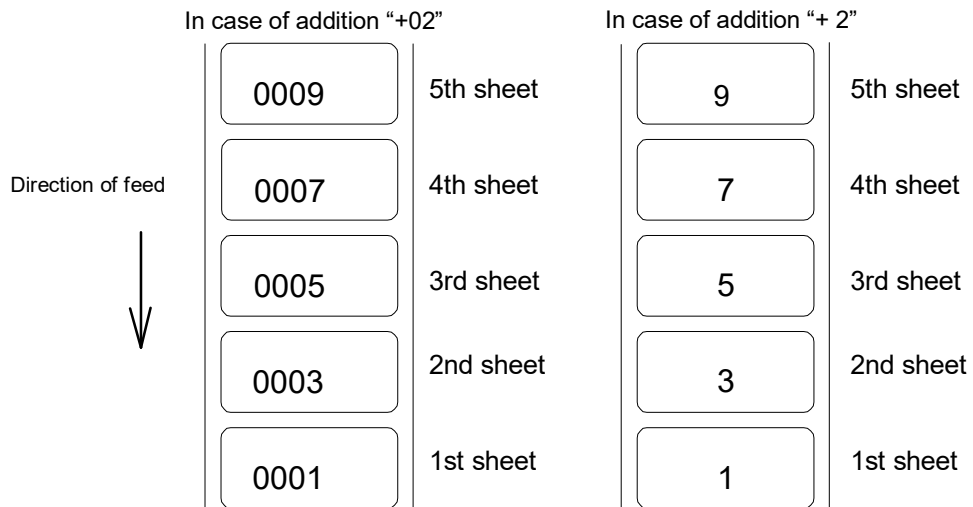 In case of addition “+02”
0009 5th sheet
0007 4th sheet
0005 3rd sheet
0003 2nd sheet
0001 1st sheet
Direction of feed
In case of addition “+ 2”
9 5th sheet
7 4th sheet
5 3rd sheet
3 2nd sheet
1 1st sheet